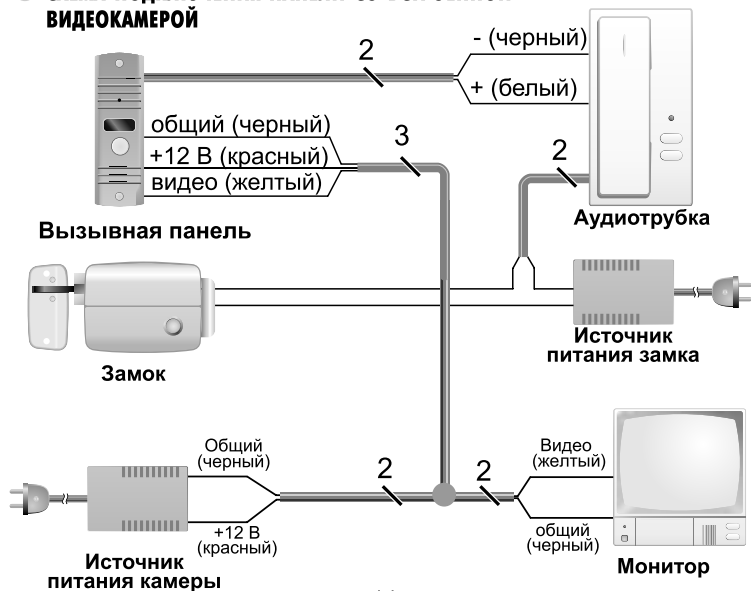 ВИДЕОКАМЕРОЙ
2
- (черный)
+ (белый)
общий (черный)
+12 В (красный)
видео (желтый)
3
2
Аудиотрубка
Вызывная панель
Источник
питания замка
Замок
Общий
(черный)
2
2
Видео
(желтый)
+12 В
(красный)
общий
(черный)
Источник
питания камеры
Монитор